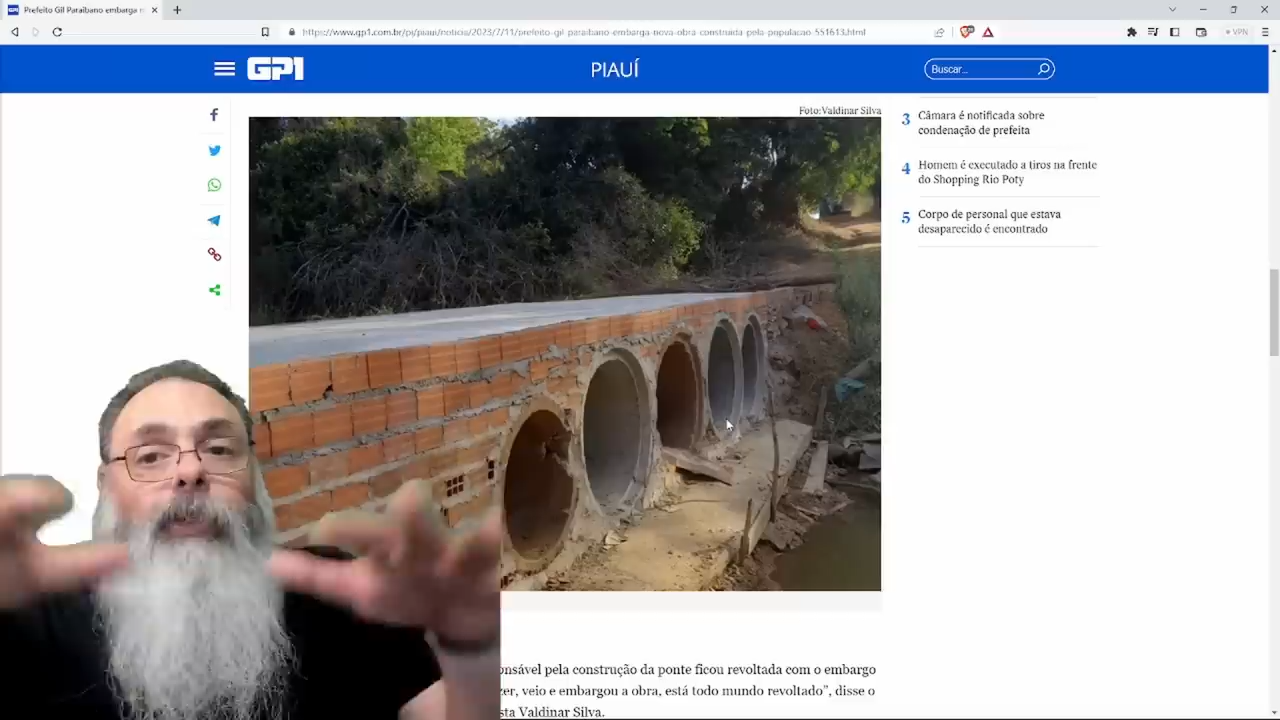 Prefeito Gil Paraibano embarga n
https://www.gp1.com.br/pi/piaui/noticia/2023/7/11/prefeito-gil-paraibano-embarga-nova-obra-construida-pela-populacao-551613.html
VPN
GP1
PIAUÍ
Buscar...
Foto:Valdinar Silva
3 Câmara é notificada sobre
condenação de prefeita
4 Homem é executado a tiros na frente
do Shopping Rio Poty
5 Corpo de personal que estava
desaparecido é encontrado
onsável pela construção da ponte ficou revoltada com o embargo
zer, veio e embargou a obra, está todo mundo revoltado”, disse o
sta Valdinar Silva.